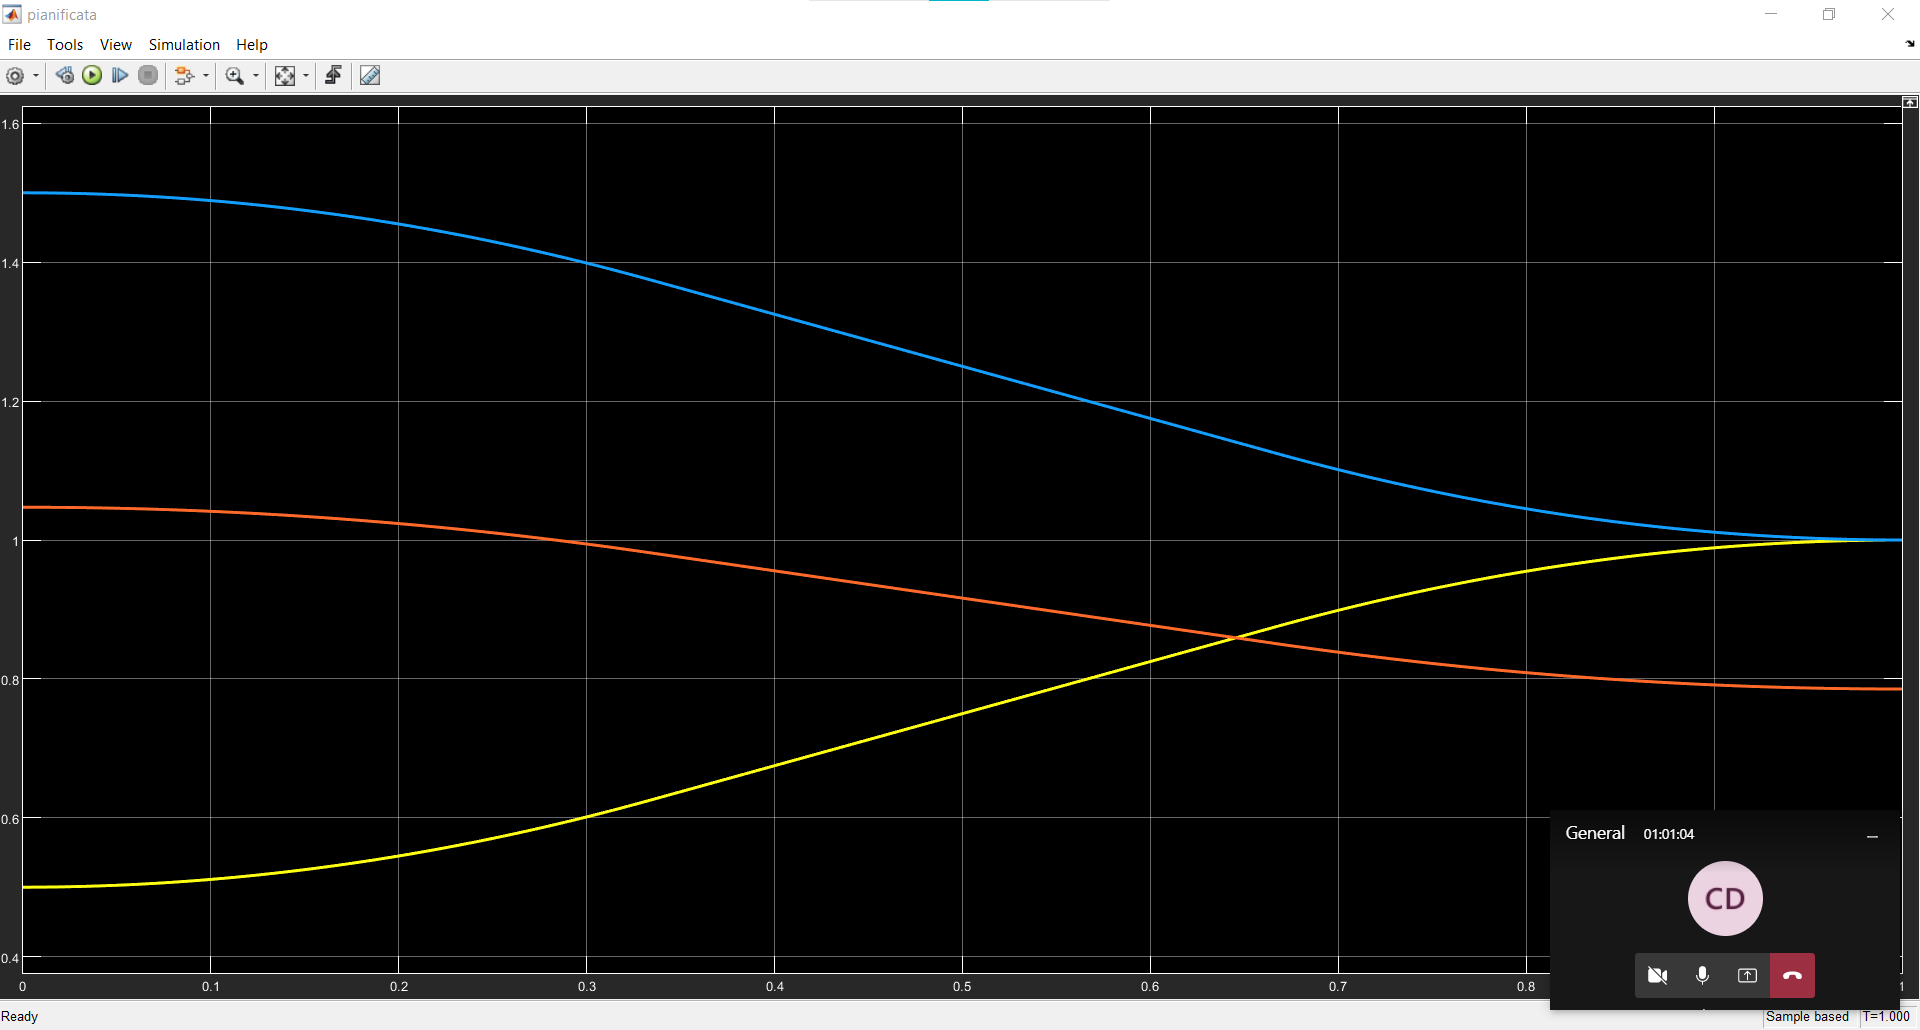 pianificata
File Tools View Simulation Help
1.6
1.4
1.2
1
0.8
0.6
0.4
0 0.1 0.2 0.3 0.4 0.5 0.6 0.7 0.8 1
General 01:01:04
CD
Ready
Sample based T=1.000